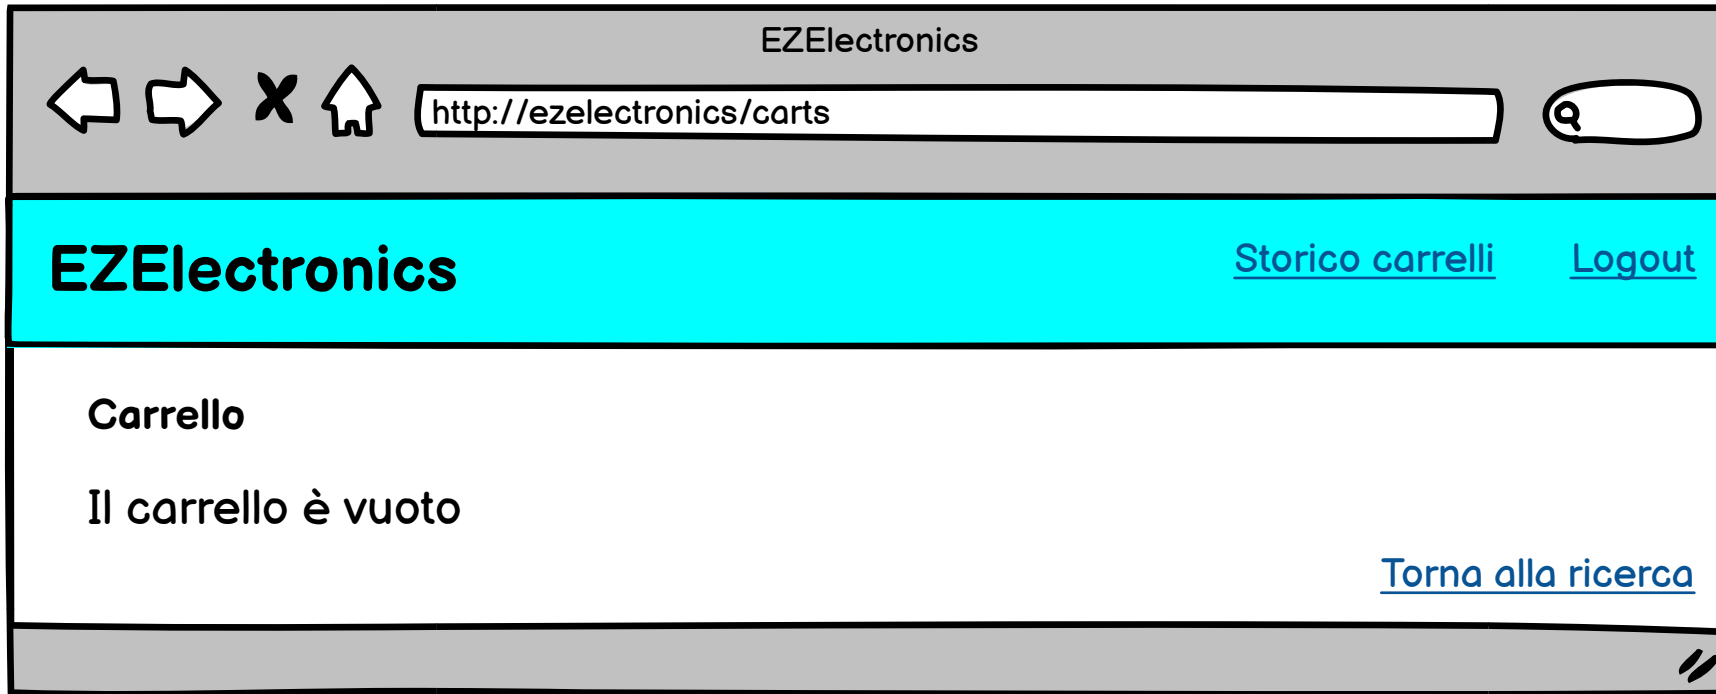 EZElectronics
http://ezelectronics/carts
EZElectronics
Storico carrelli
Logout
Carrello
Il carrello è vuoto
Torna alla ricerca